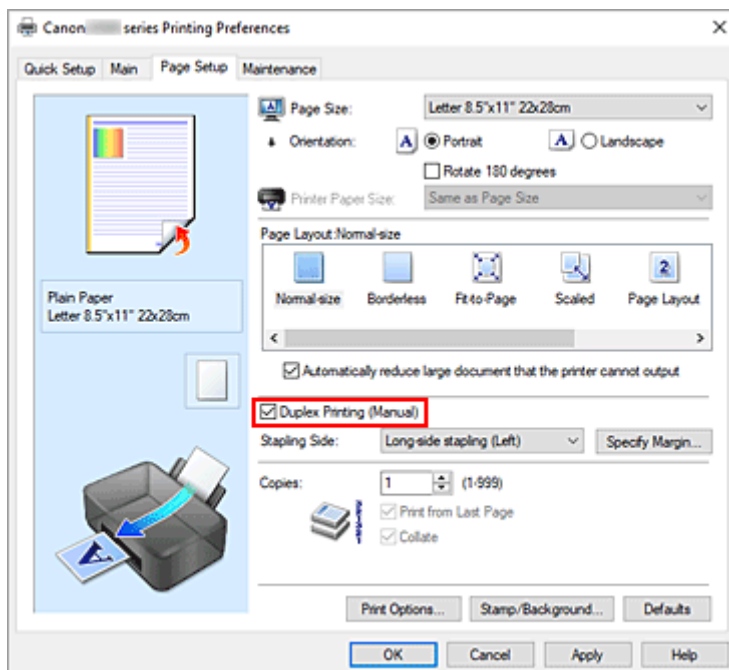 Canon series Printing Preferences
Quick Setup Main Page Setup Maintenance
Page Size: Letter 8.5"x11" 22x28cm
Orientation: A Portrait A Landscape
Rotate 180 degrees
Printer Paper Size: Same as Page Size
Page Layout:Normal-size
Normal-size Borderless Fit-to-Page Scaled Page Layout
Plain Paper
Letter 8.5"x11" 22x28cm
Automatically reduce large document that the printer cannot output
Duplex Printing (Manual)
Stapling Side: Long-side stapling (Left) Specify Margin...
Copies: 1 (1-999)
Print from Last Page
Collate
Print Options... Stamp/Background... Defaults
OK Cancel Apply Help